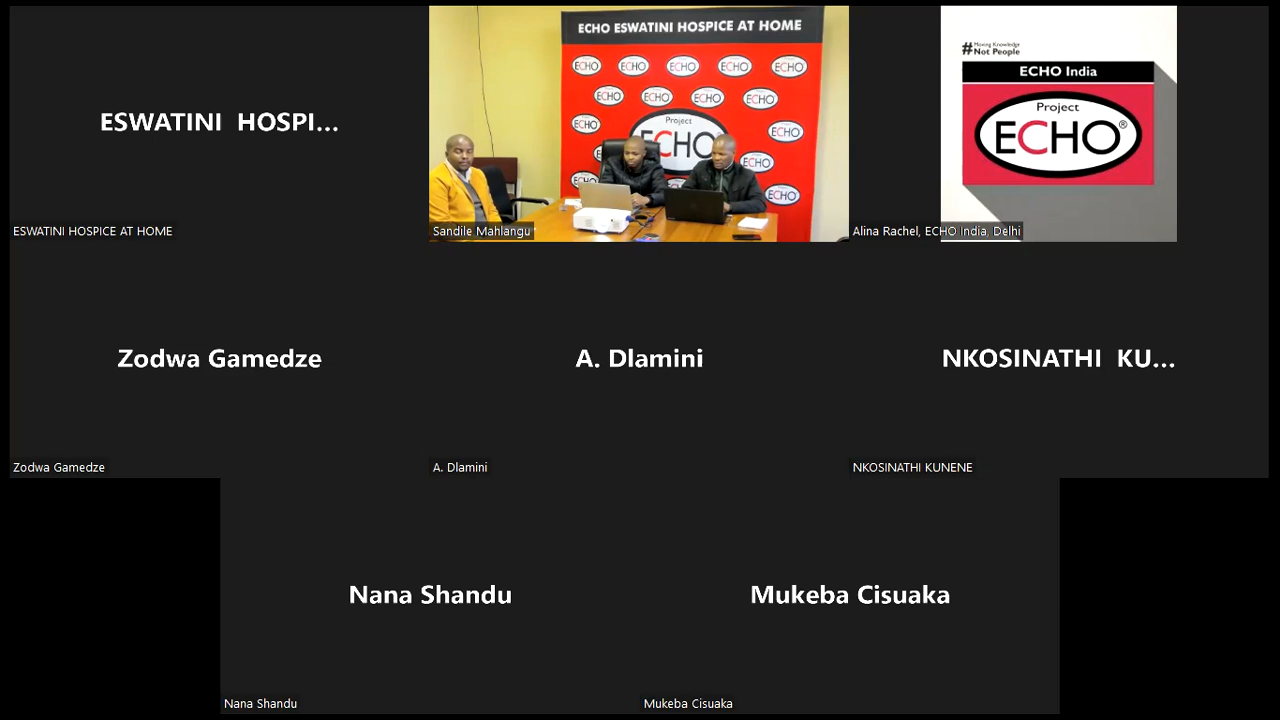 ESWATINI HOSPI...
ESWATINI HOSPICE AT HOME
ECHO ESWATINI HOSPICE AT HOME
ECHO ECHO ECHO ECHO ECHO
ECHO ECHO ECHO ECHO
ECHO
Project
ECHO
ECHO
ECHO
ECHO
ECHO
Sandile Mahlangu
#Moving Knowledge
Not People
ECHO India
Project
ECHO®
Alina Rachel, ECHO India, Delhi
Zodwa Gamedze
Zodwa Gamedze
A. Dlamini
A. Dlamini
NKOSINATHI KU...
NKOSINATHI KUNENE
Nana Shandu
Nana Shandu
Mukeba Cisuaka
Mukeba Cisuaka